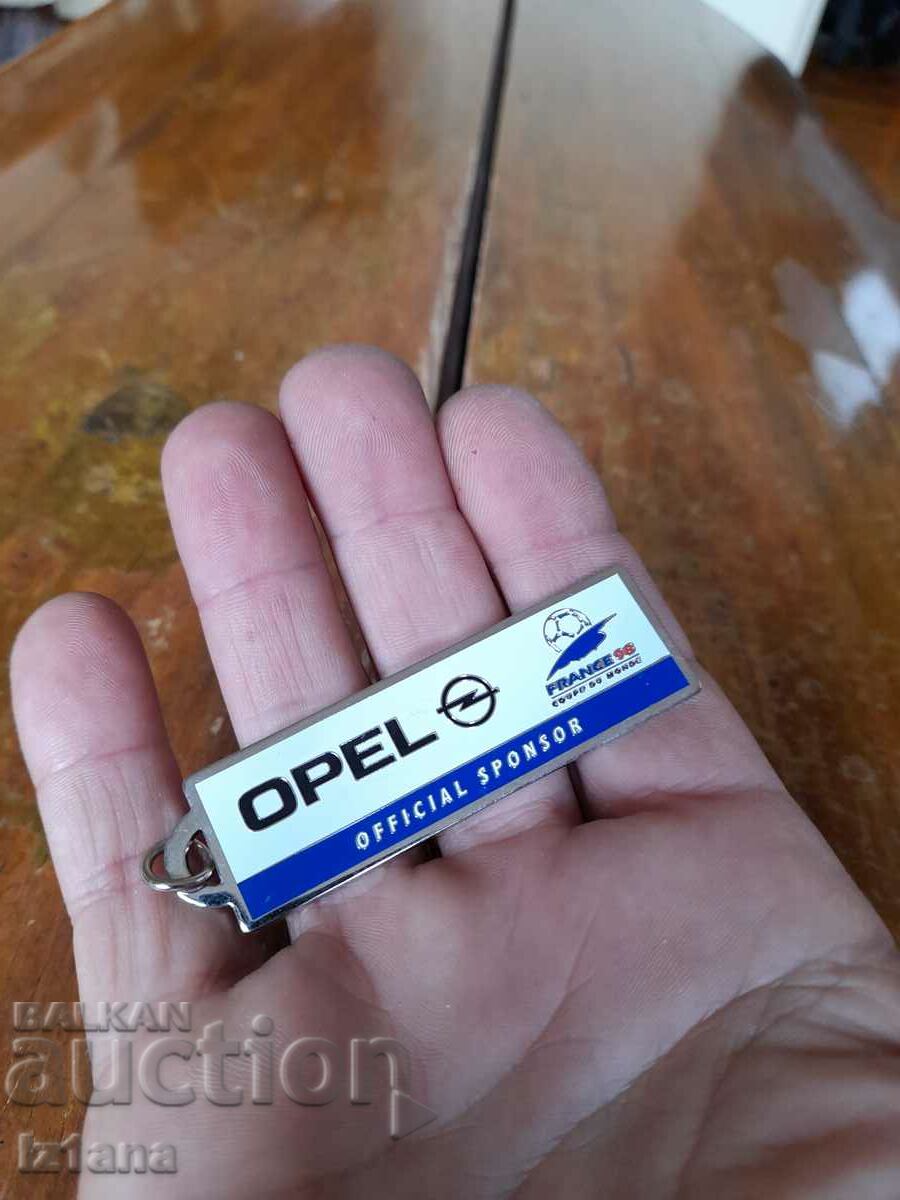 OPEL
FRANCE 98
COUPE DU MONDE
OFFICIAL SPONSOR
BALKAN
auction
Iz1ana